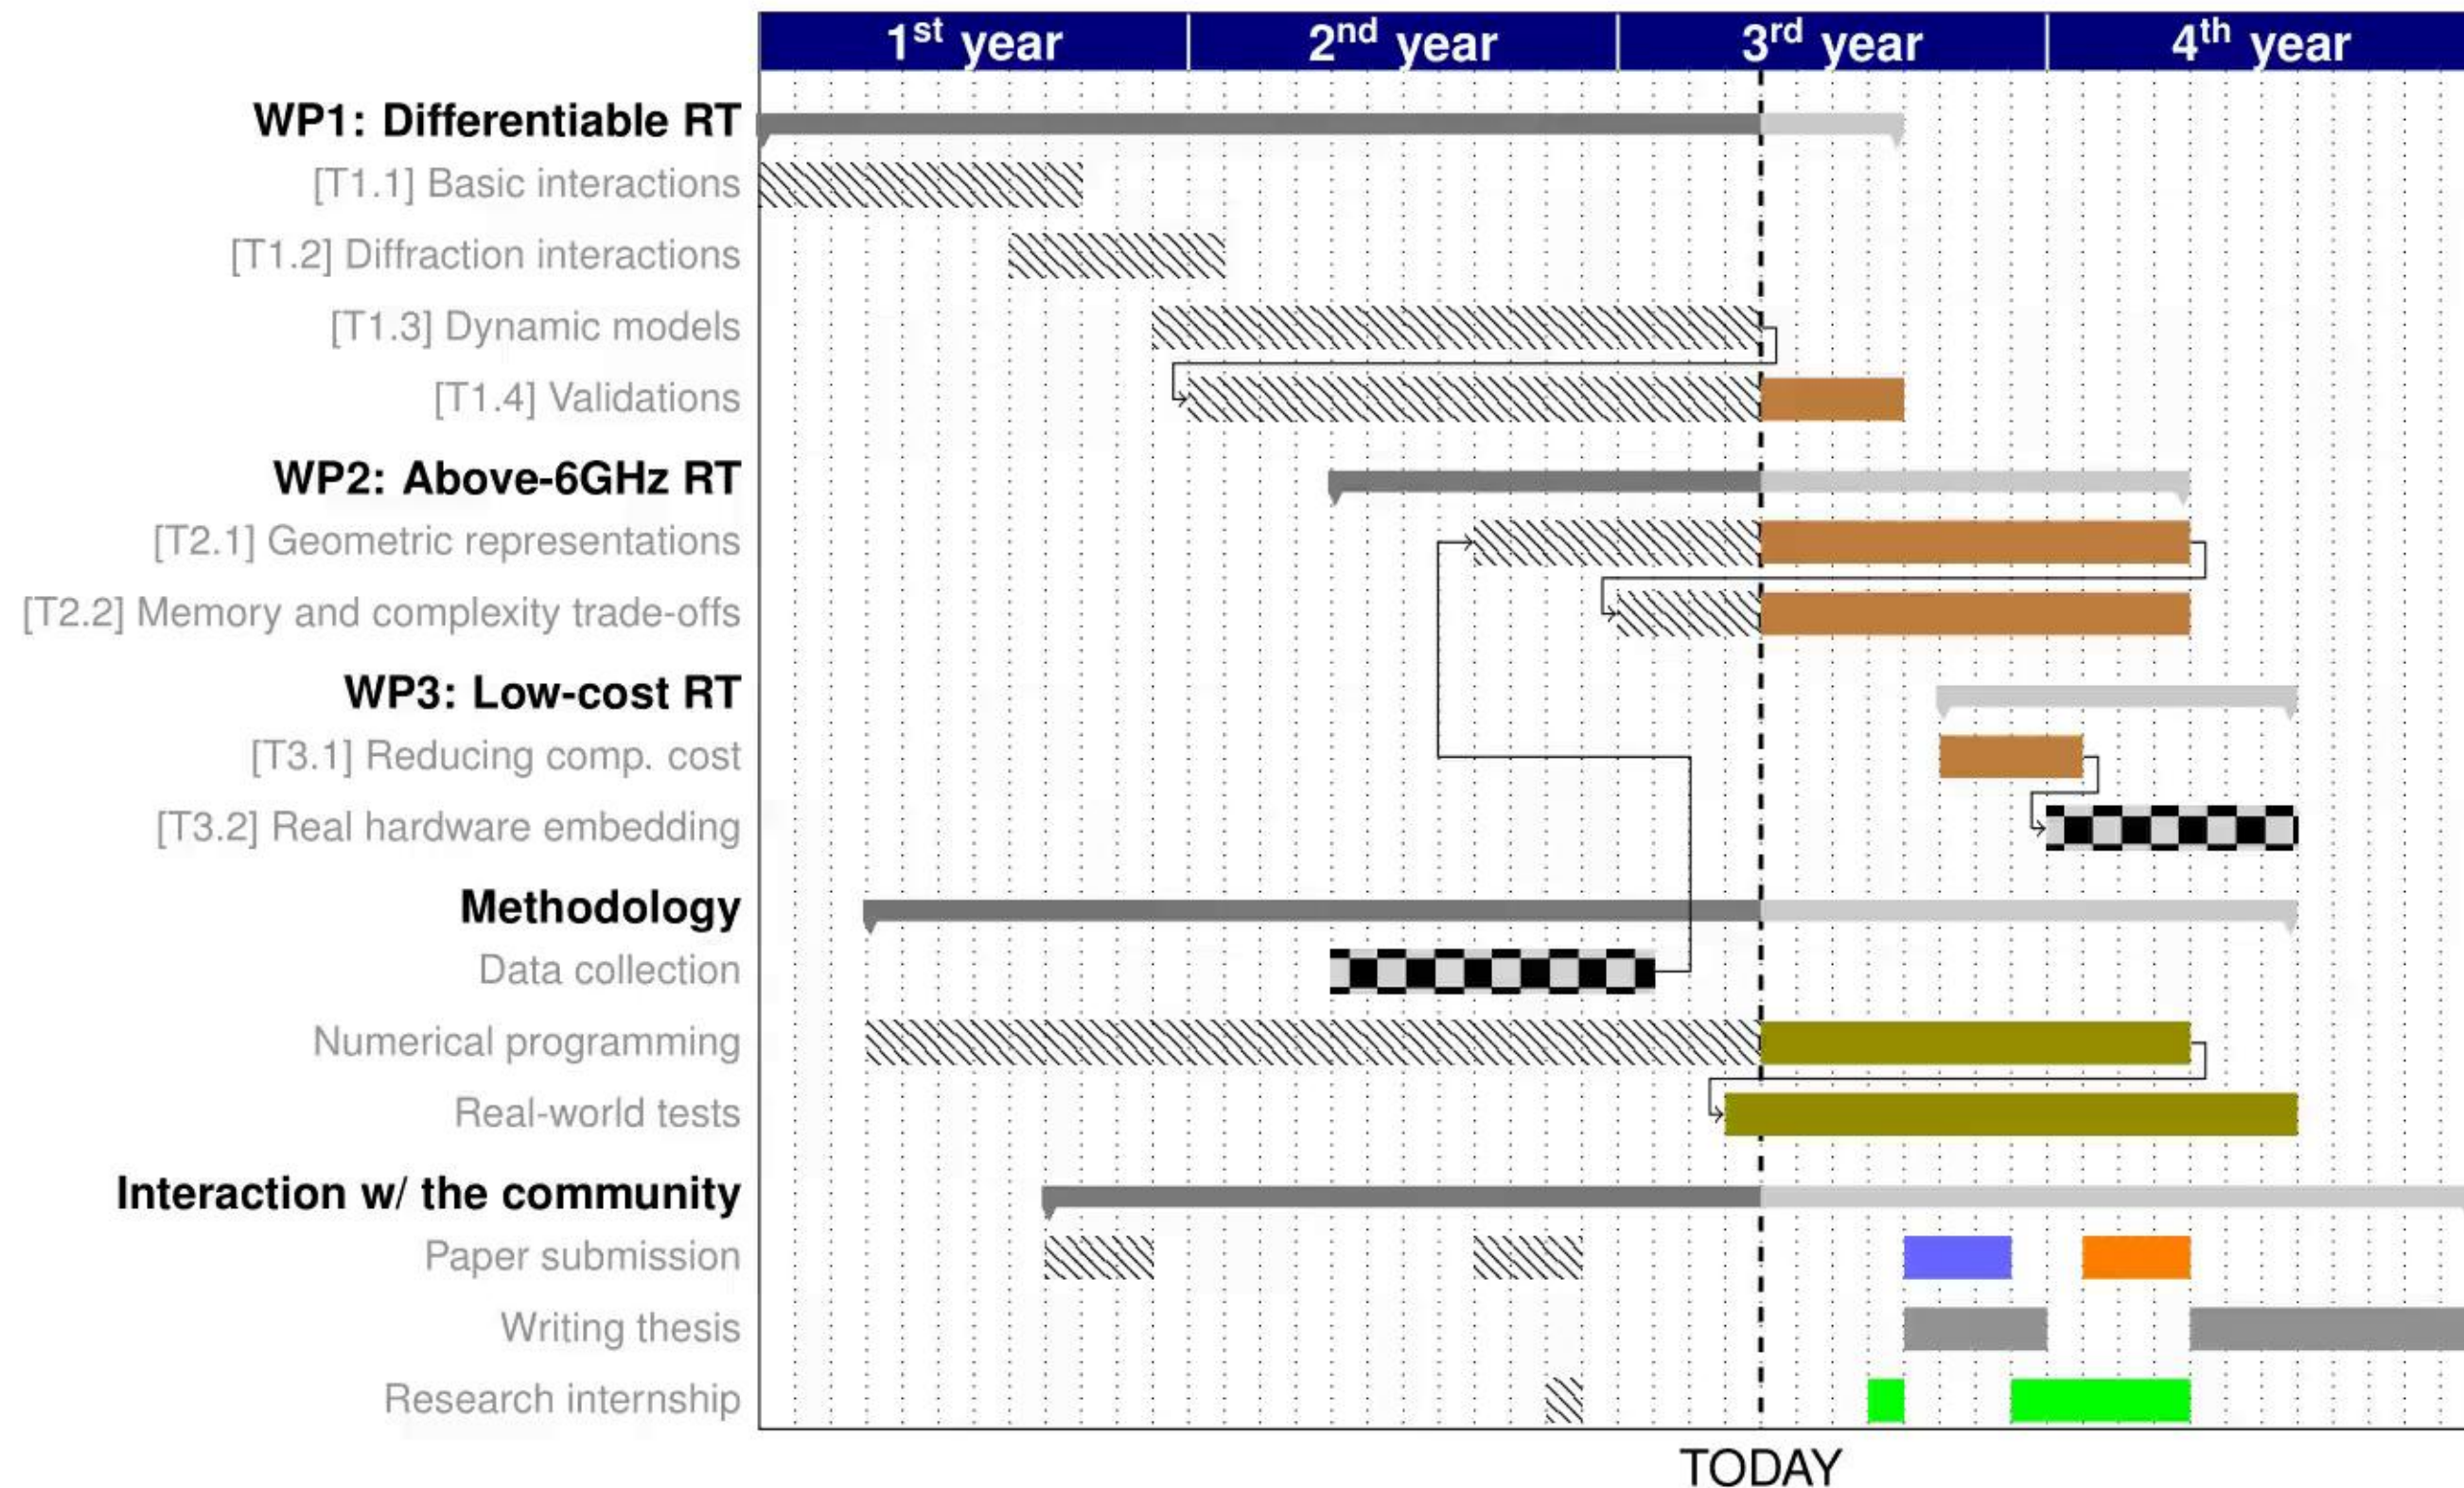 1st year 2nd year 3rd year 4th year
WP1: Differentiable RT
[T1.1] Basic interactions
[T1.2] Diffraction interactions
[T1.3] Dynamic models
[T1.4] Validations
WP2: Above-6GHz RT
[T2.1] Geometric representations
[T2.2] Memory and complexity trade-offs
WP3: Low-cost RT
[T3.1] Reducing comp. cost
[T3.2] Real hardware embedding
Methodology
Data collection
Numerical programming
Real-world tests
Interaction w/ the community
Paper submission
Writing thesis
Research internship
TODAY